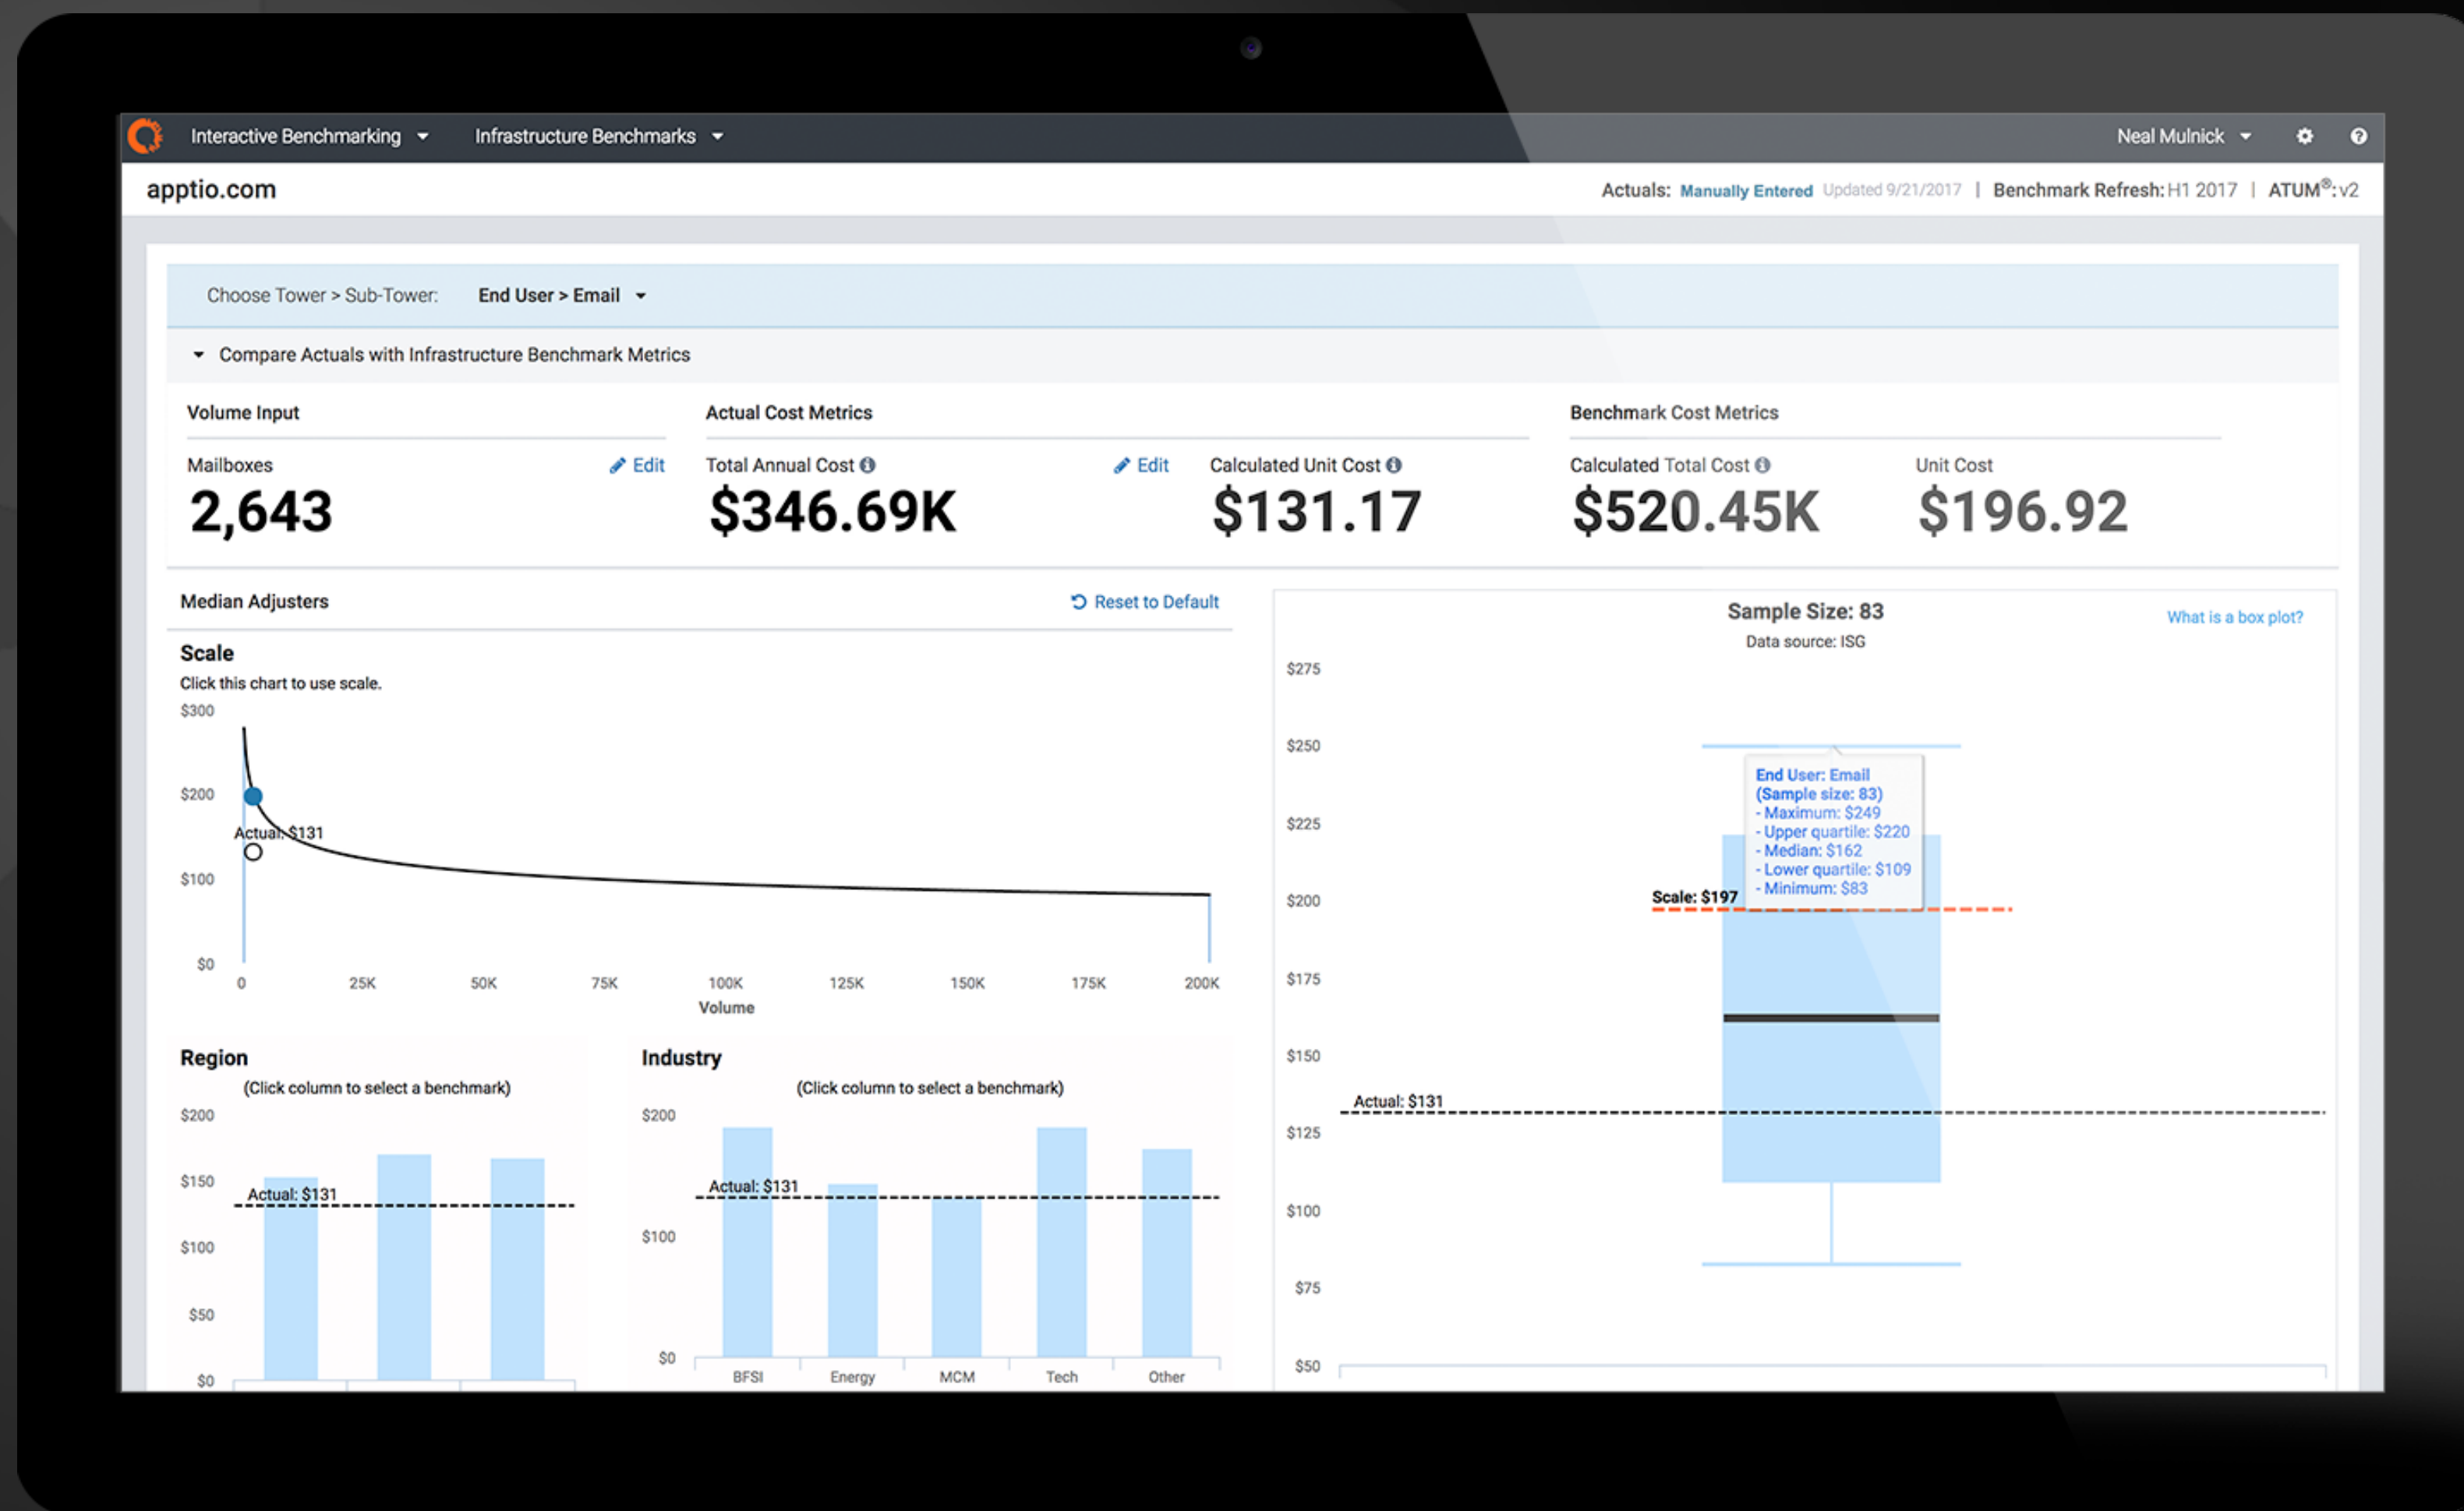 Interactive Benchmarking Infrastructure Benchmarks Neal Mulnick ?
apptio.com Actuals: Manually Entered Updated 9/21/2017 | Benchmark Refresh: H1 2017 | ATUM®: v2
Choose Tower > Sub-Tower: End User > Email
Compare Actuals with Infrastructure Benchmark Metrics
Volume Input Actual Cost Metrics Benchmark Cost Metrics
Mailboxes Edit Total Annual Cost Edit Calculated Unit Cost Calculated Total Cost Unit Cost
2,643 $346.69K $131.17 $520.45K $196.92
Median Adjusters Reset to Default
Scale
Click this chart to use scale.
$300
$200
Actual: $131
$100
$0
0 25K 50K 75K 100K 125K 150K 175K 200K
Volume
Region
(Click column to select a benchmark)
$200
$150
Actual: $131
$100
$50
$0
Industry
(Click column to select a benchmark)
$200
Actual: $131
$100
$0
BFSI Energy MCM Tech Other
Sample Size: 83
What is a box plot?
Data source: ISG
$275
$250
End User: Email
(Sample size: 83)
- Maximum: $249
$225
- Upper quartile: $220
- Median: $162
- Lower quartile: $109
- Minimum: $83
Scale: $197
$200
$175
$150
Actual: $131
$125
$100
$75
$50